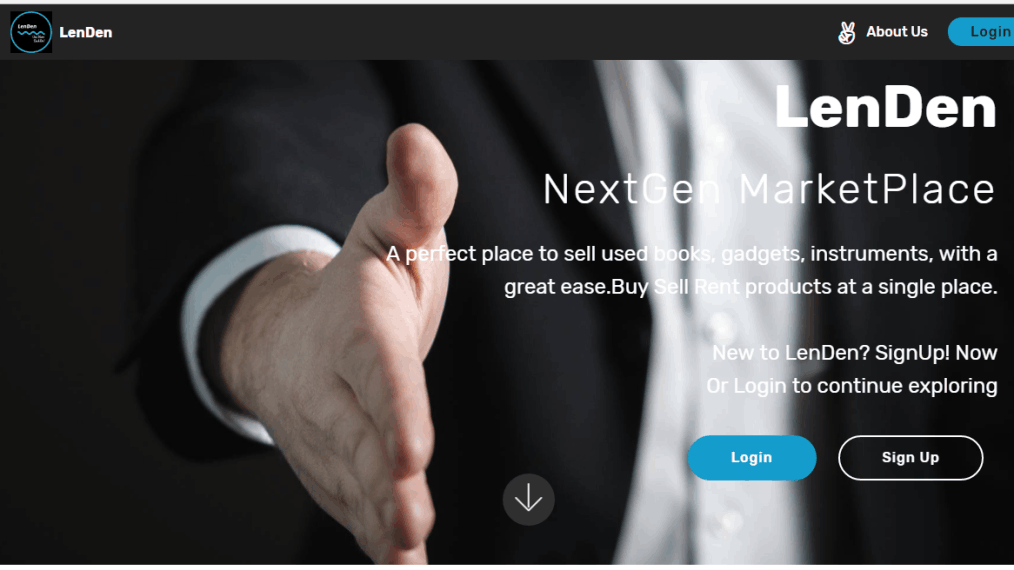 LenDen
LenDen
About Us
Login
LenDen
NextGen MarketPlace
A perfect place to sell used books, gadgets, instruments, with a
great ease.Buy Sell Rent products at a single place.
New to LenDen? SignUp! Now
Or Login to continue exploring
Login
Sign Up